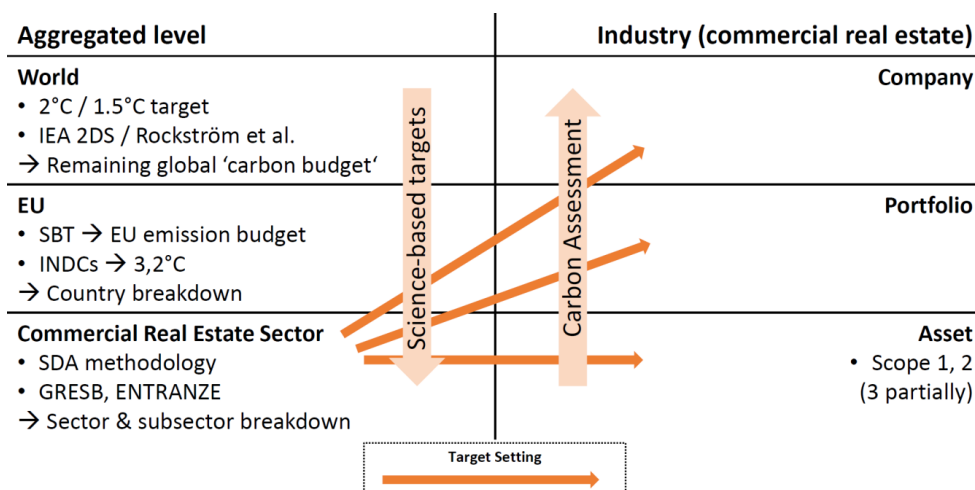 Aggregated level
Industry (commercial real estate)
World
• 2°C / 1.5°C target
• IEA 2DS / Rockström et al.
→ Remaining global 'carbon budget'
Company
Science-based targets
Carbon Assessment
EU
• SBT → EU emission budget
• INDCs → 3,2°C
→ Country breakdown
Portfolio
Commercial Real Estate Sector
• SDA methodology
• GRESB, ENTRANZE
→ Sector & subsector breakdown
Asset
• Scope 1, 2
(3 partially)
Target Setting